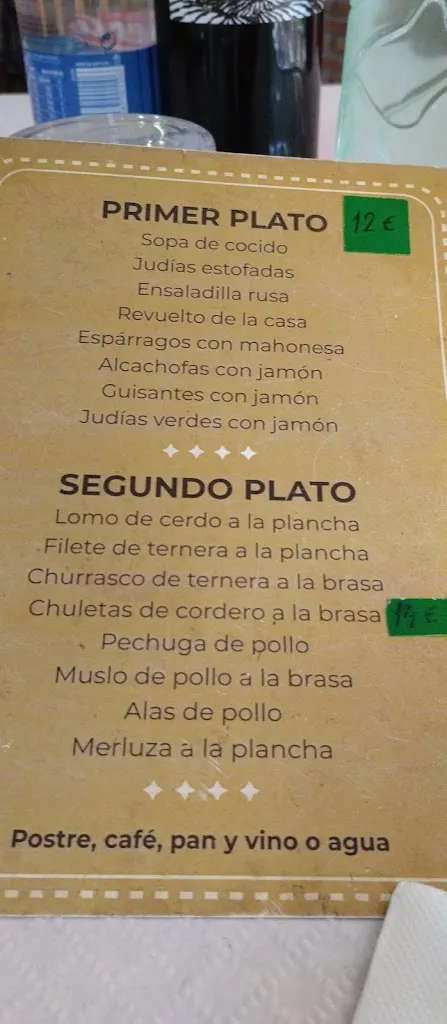 PRIMER PLATO 12 €
Sopa de cocido
Judías estofadas
Ensaladilla rusa
Revuelto de la casa
Espárragos con mahonesa
Alcachofas con jamón
Guisantes con jamón
Judías verdes con jamón
SEGUNDO PLATO
Lomo de cerdo a la plancha
Filete de ternera a la plancha
Churrasco de ternera a la brasa
Chuletas de cordero a la brasa €
Pechuga de pollo
Muslo de pollo a la brasa
Alas de pollo
Merluza a la plancha
Postre, café, pan y vino o agua